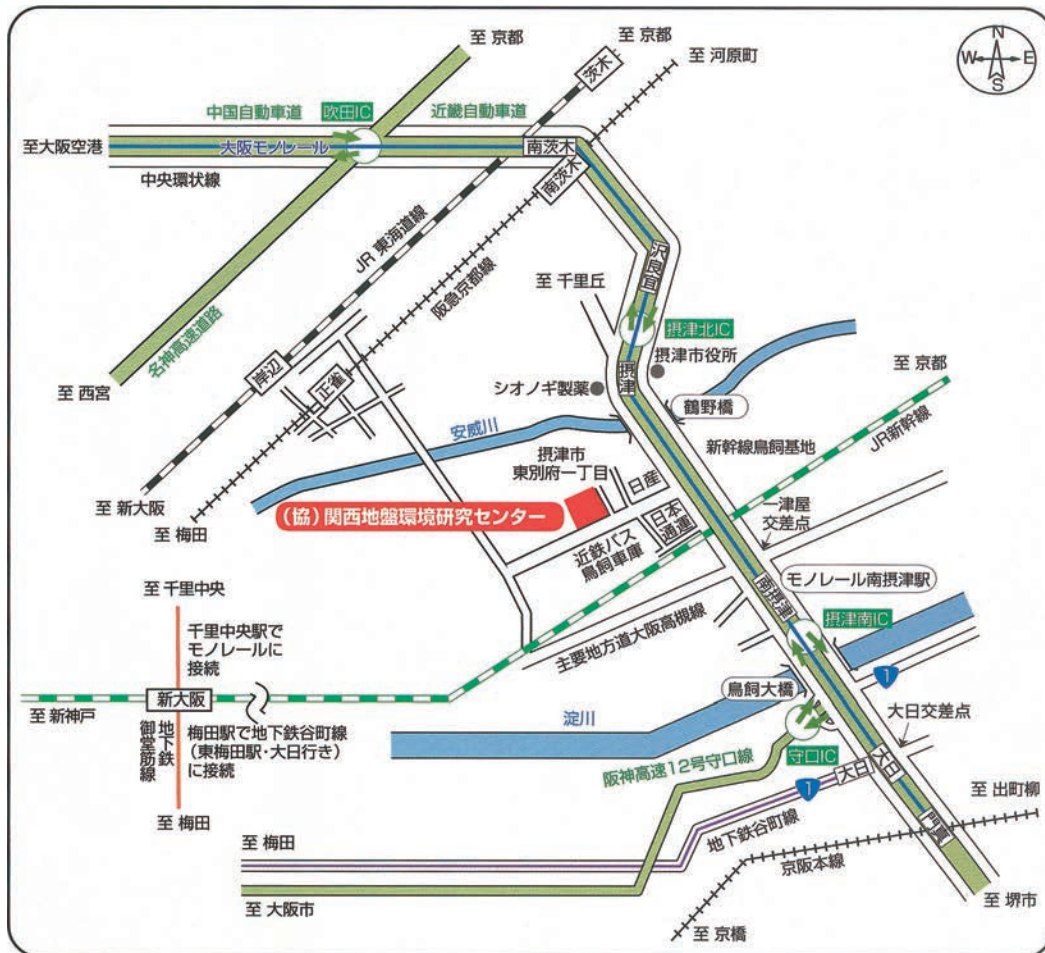 至 京都
至 京都
至 河原町
N
W
E
S
茨木
中国自動車道
吹田IC
近畿自動車道
至大阪空港
大阪モノレール
南茨木
南茨木
中央環状線
JR 東海道線
阪急京都線
沢良宜
至 千里丘
摂津北IC
名神高速道路
摂津市役所
摂津
至 京都
岸辺
正雀
シオノギ製薬
至 西宮
鶴野橋
安威川
新幹線鳥飼基地
JR新幹線
摂津市
東別府一丁目
日産
至 新大阪
(協)関西地盤環境研究センター
日本
通運
一津屋
交差点
至 梅田
近鉄バス
鳥飼車庫
至 千里中央
南摂津
モノレール南摂津駅
千里中央駅で
モノレールに
接続
主要地方道大阪高槻線
摂津南IC
1
新大阪
鳥飼大橋
至 新神戸
地下鉄
御堂筋線
梅田駅で地下鉄谷町線
(東梅田駅・大日行き)
に接続
淀川
大日交差点
守口IC
阪神高速12号守口線
大日
大日
1
至 出町柳
至 梅田
地下鉄谷町線
門真
至 梅田
京阪本線
至 大阪市
至 堺市
至 京橋